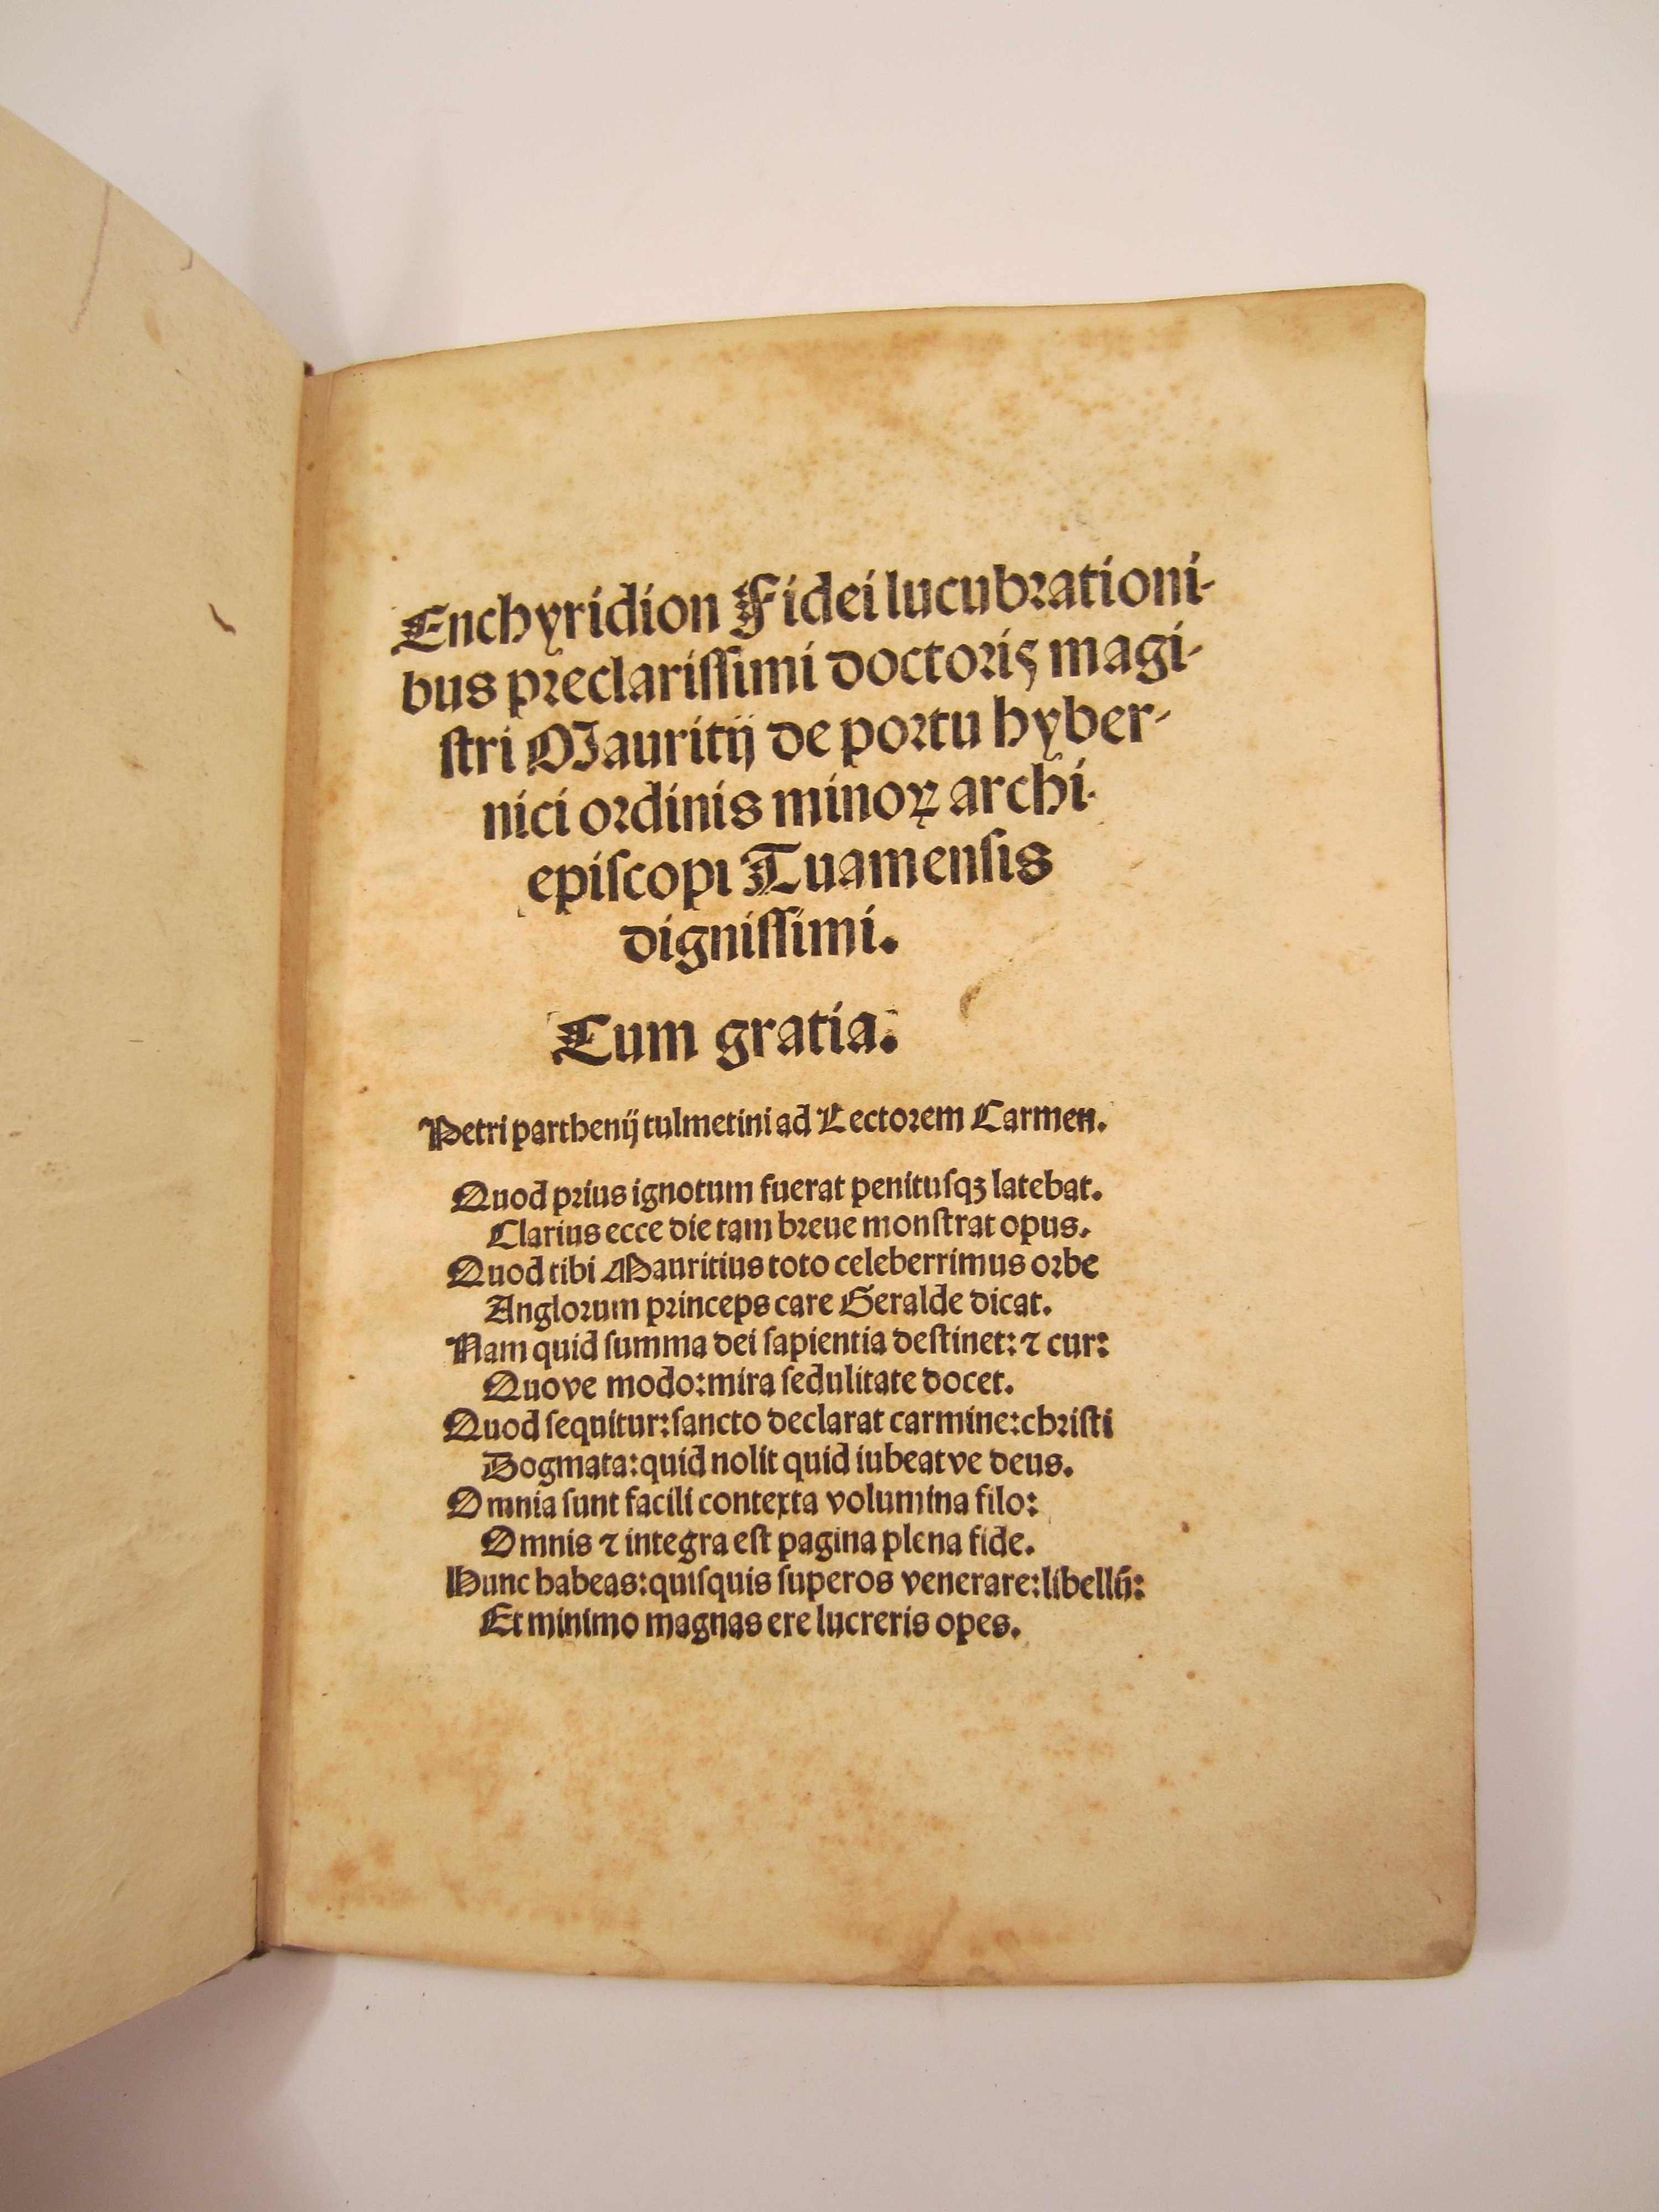 Enchyridion Fidei lucubrationi-
bus preclarissimi doctoris magi-
stri Mauritij de portu hyber-
nici ordinis minoꝝ archi-
episcopi Tuamensis
dignissimi.
Cum gratia.
Petri parthenij tulmetini ad Lectorem Carmen.
Quod prius ignotum fuerat penitusqꝫ latebat.
Clarius ecce die tam breue monstrat opus.
Quod tibi Mauritius toto celeberrimus orbe
Anglorum princeps care Geralde dicat.
Nam quid summa dei sapientia destinet: ⁊ cur:
Quove modo: mira sedulitate docet.
Quod sequitur: sancto declarat carmine: christi
Dogmata: quid nolit quid iubeat ve deus.
Omnia sunt facili contexta volumina filo:
Omnis ⁊ integra est pagina plena fide.
Hunc habeas: quisquis superos venerare: libellū:
Et minimo magnas ere lucreris opes.